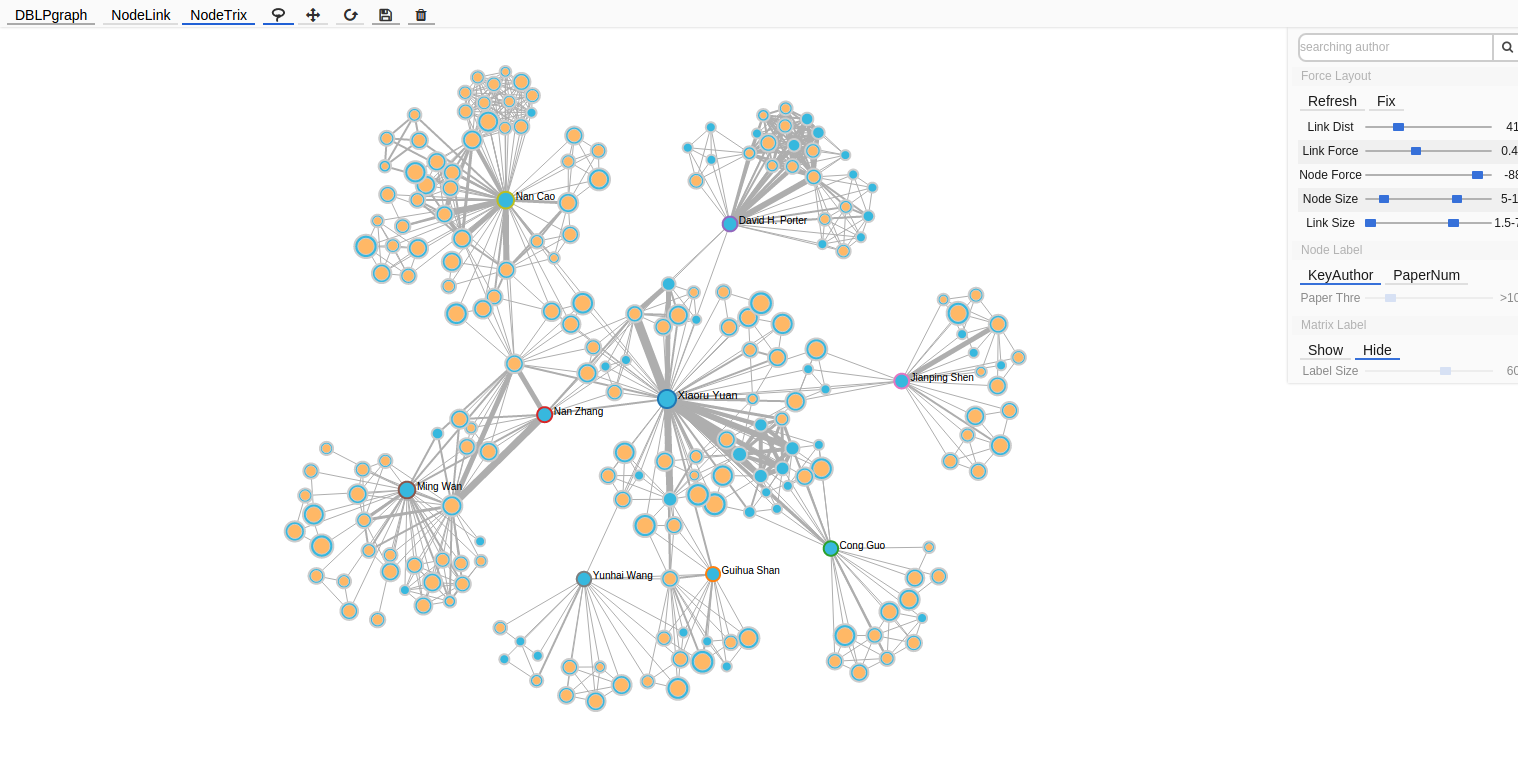 DBLPgraph NodeLink NodeTrix
searching author
Force Layout
Refresh Fix
Link Dist 41
Link Force 0.4
Node Force -88
Node Size 5-1
Link Size 1.5-7
Node Label
KeyAuthor PaperNum
Paper Thre >10
Matrix Label
Show Hide
Label Size 60
Nan Cao
David H. Porter
Jianping Shen
Xiaoru Yuan
Nan Zhang
Ming Wan
Cong Guo
Guihua Shan
Yunhai Wang